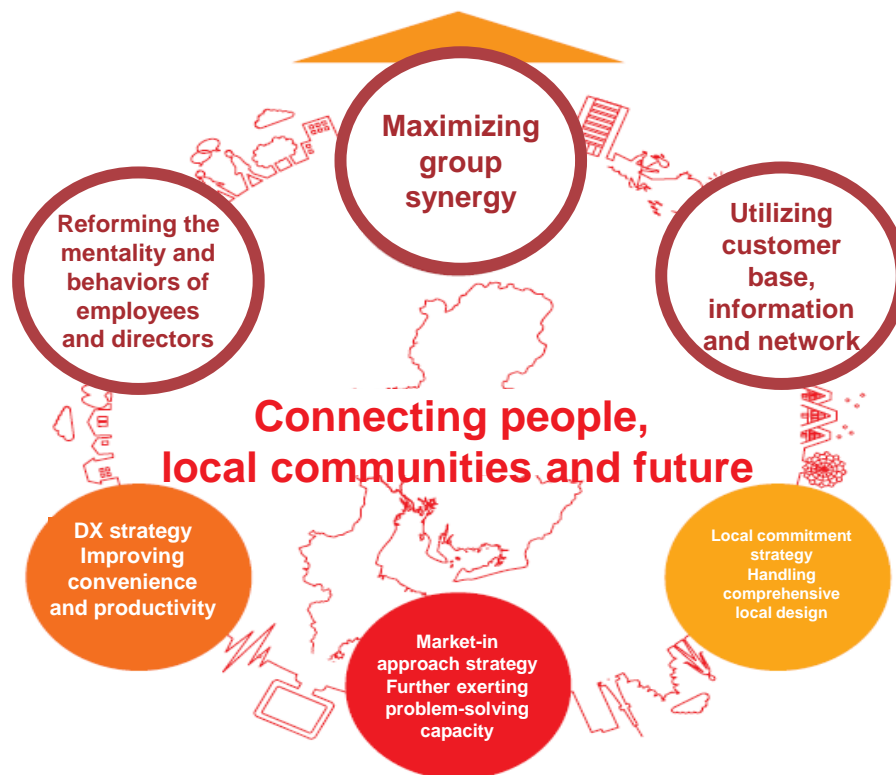 Maximizing
group
synergy
Reforming the
mentality and
behaviors of
employees
and directors
Utilizing
customer
base,
information
and network
Connecting people,
local communities and future
DX strategy
Improving
convenience
and productivity
Market-in
approach strategy
Further exerting
problem-solving
capacity
Local commitment
strategy
Handling
comprehensive
local design